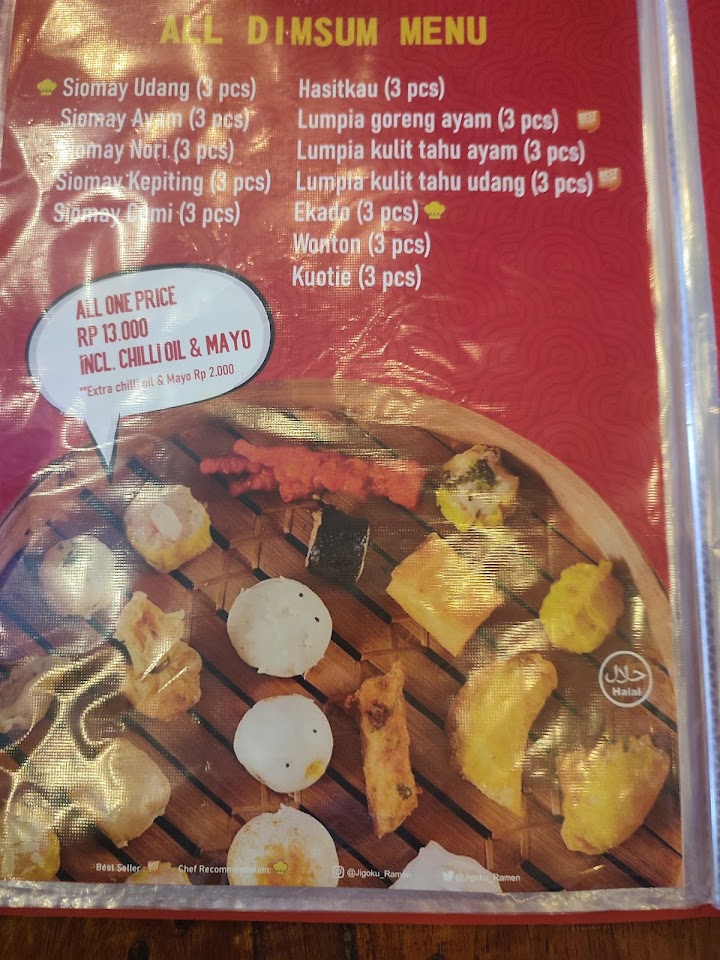 ALL DIMSUM MENU
Siomay Udang (3 pcs)
Siomay Ayam (3 pcs)
Siomay Nori (3 pcs)
Siomay Kepiting (3 pcs)
Siomay Cumi (3 pcs)
Hasitkau (3 pcs)
Lumpia goreng ayam (3 pcs)
Lumpia kulit tahu ayam (3 pcs)
Lumpia kulit tahu udang (3 pcs)
Ekado (3 pcs)
Wonton (3 pcs)
Kuotie (3 pcs)
ALL ONE PRICE
RP 13.000
INCL. CHILLI OIL & MAYO
**Extra chilli oil & Mayo Rp 2.000
حلال
Halal
Best Seller : Chef Recommendation: @Jigoku_Ramen @Jigoku_Ramen